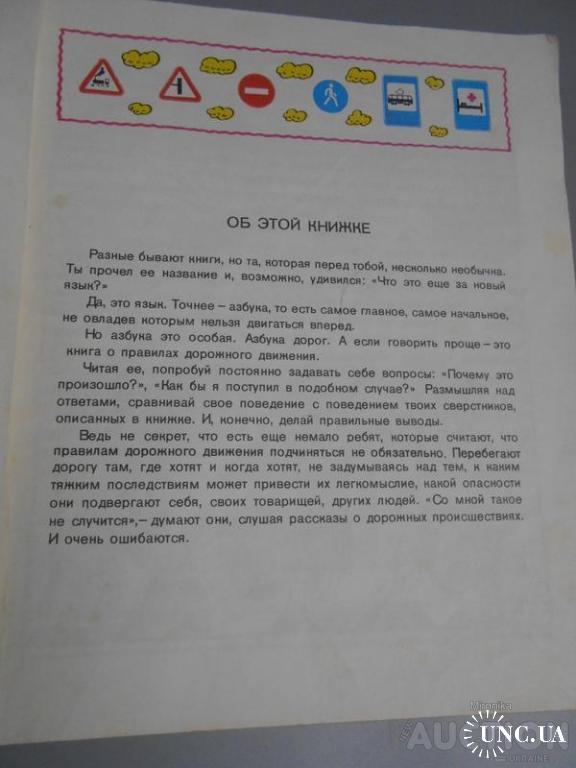 ОБ ЭТОЙ КНИЖКЕ
Разные бывают книги, но та, которая перед тобой, несколько необычна.
Ты прочел ее название и, возможно, удивился: «Что это еще за новый
язык?»
Да, это язык. Точнее – азбука, то есть самое главное, самое начальное,
не овладев которым нельзя двигаться вперед.
Но азбука это особая. Азбука дорог. А если говорить проще – это
книга о правилах дорожного движения.
Читая ее, попробуй постоянно задавать себе вопросы: «Почему это
произошло?», «Как бы я поступил в подобном случае?» Размышляя над
ответами, сравнивай свое поведение с поведением твоих сверстников,
описанных в книжке. И, конечно, делай правильные выводы.
Ведь не секрет, что есть еще немало ребят, которые считают, что
правилам дорожного движения подчиняться не обязательно. Перебегают
дорогу там, где хотят и когда хотят, не задумываясь над тем, к каким
тяжким последствиям может привести их легкомыслие, какой опасности
они подвергают себя, своих товарищей, других людей. «Со мной такое
не случится», – думают они, слушая рассказы о дорожных происшествиях.
И очень ошибаются.
UNC.UA
UKRAINE